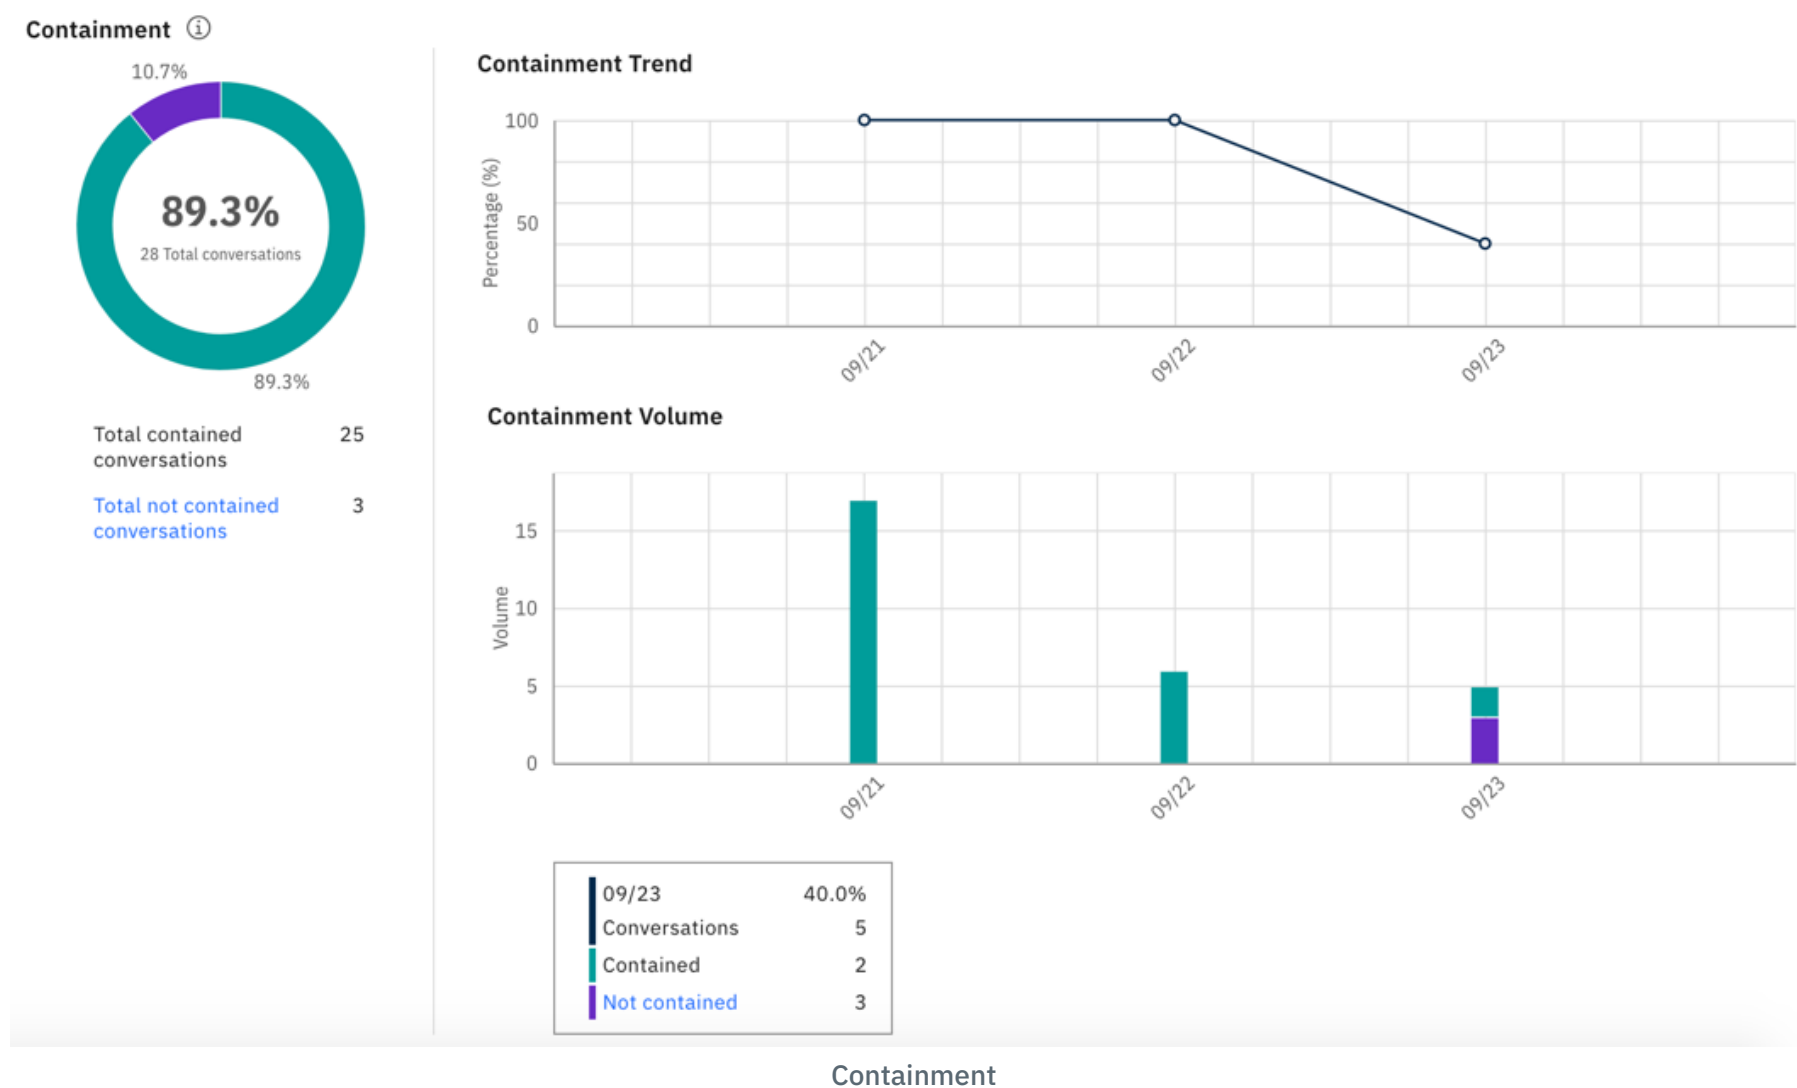 Containment
10.7%
89.3%
28 Total conversations
89.3%
Total contained
conversations
25
Total not contained
conversations
3
Containment Trend
Percentage (%)
100
50
0
09/21
09/22
09/23
Containment Volume
Volume
15
10
5
0
09/21
09/22
09/23
09/23 40.0%
Conversations 5
Contained 2
Not contained 3
Containment